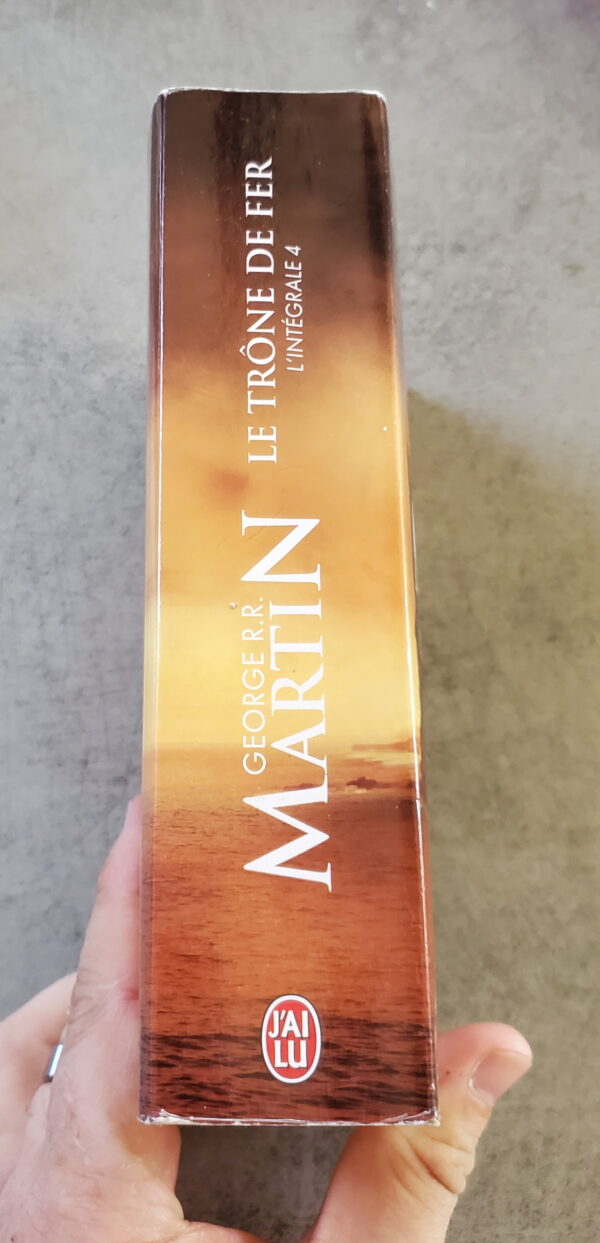 GEORGE R.R.
MARTIN
LE TRÔNE DE FER
L'INTÉGRALE 4
J'AI
LU